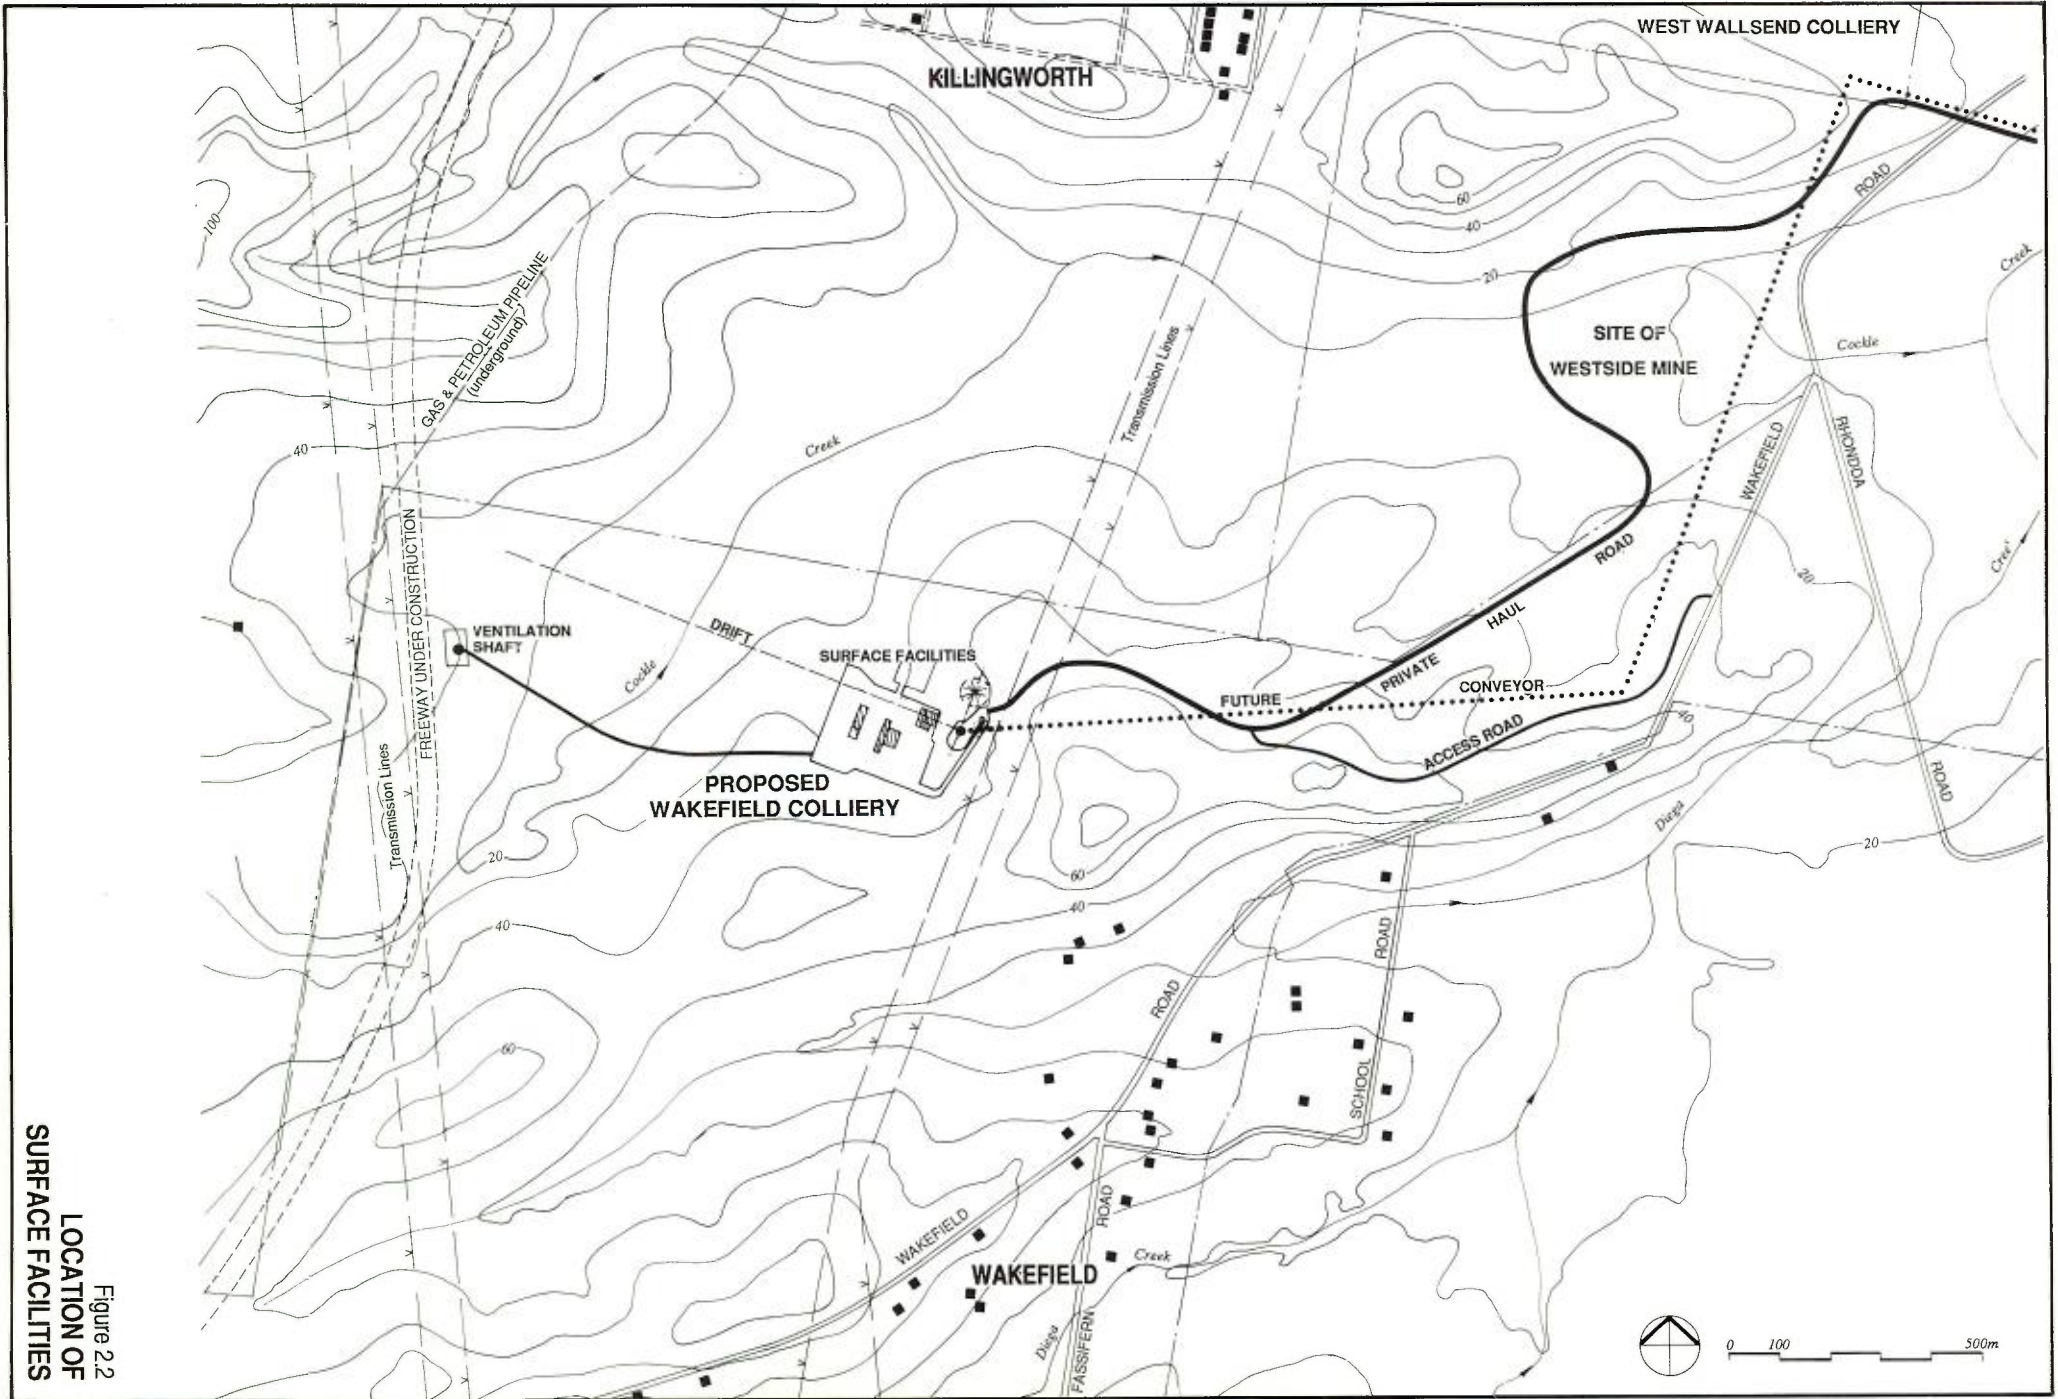 WEST WALLSEND COLLIERY
KILLINGWORTH
ROAD
100
60
40
20
Creek
GAS & PETROLEUM PIPELINE
(underground)
SITE OF
WESTSIDE MINE
Cockle
Transmission Lines
Creek
40
WAKEFIELD
RHONDDA
FREEWAY UNDER CONSTRUCTION
ROAD
20
VENTILATION
SHAFT
DRIFT
SURFACE FACILITIES
HAUL
Cockle
PRIVATE
FUTURE
CONVEYOR
ACCESS ROAD
40
ROAD
Transmission Lines
PROPOSED
WAKEFIELD COLLIERY
Diega
20
20
60
40
40
ROAD
ROAD
60
SCHOOL
ROAD
WAKEFIELD
WAKEFIELD
Creek
Diega
FASSIFERN
0 100 500m
Figure 2.2
LOCATION OF
SURFACE FACILITIES